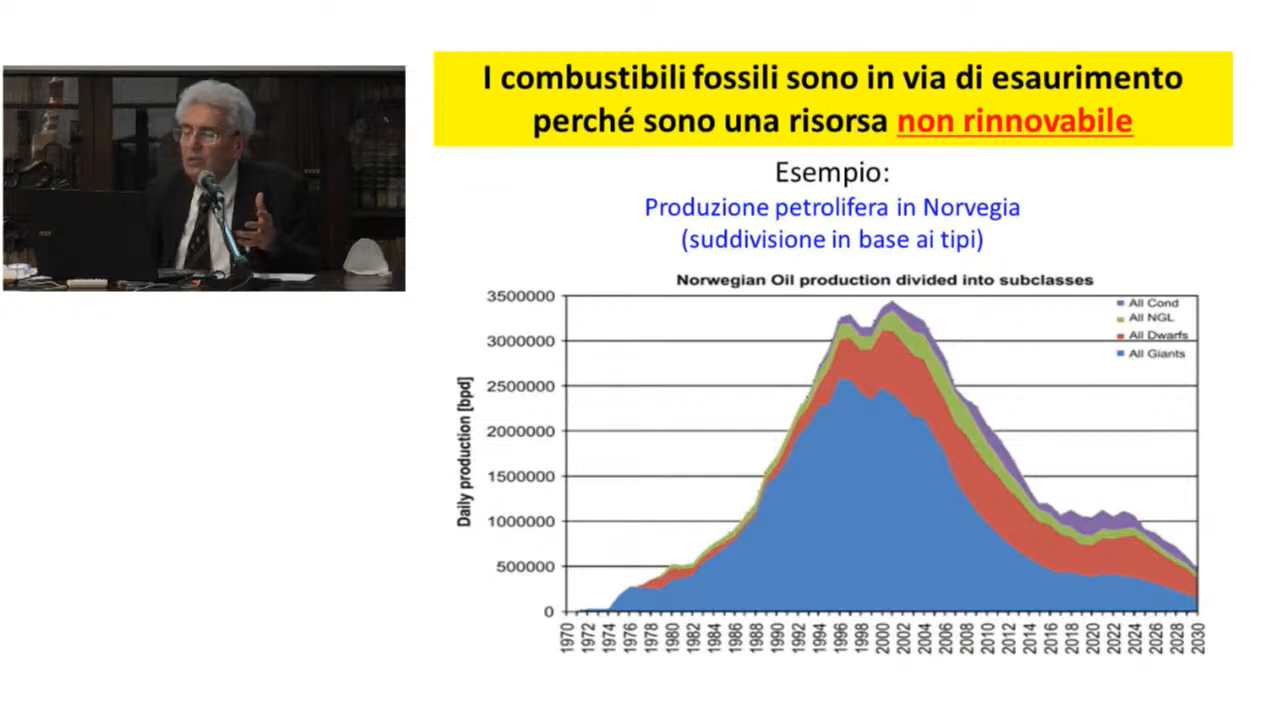 I combustibili fossili sono in via di esaurimento
perché sono una risorsa non rinnovabile
Esempio:
Produzione petrolifera in Norvegia
(suddivisione in base ai tipi)
Norwegian Oil production divided into subclasses
Daily production [bpd]
3500000
3000000
2500000
2000000
1500000
1000000
500000
0
All Cond
All NGL
All Dwarfs
All Giants
1970 1972 1974 1976 1978 1980 1982 1984 1986 1988 1990 1992 1994 1996 1998 2000 2002 2004 2006 2008 2010 2012 2014 2016 2018 2020 2022 2024 2026 2028 2030